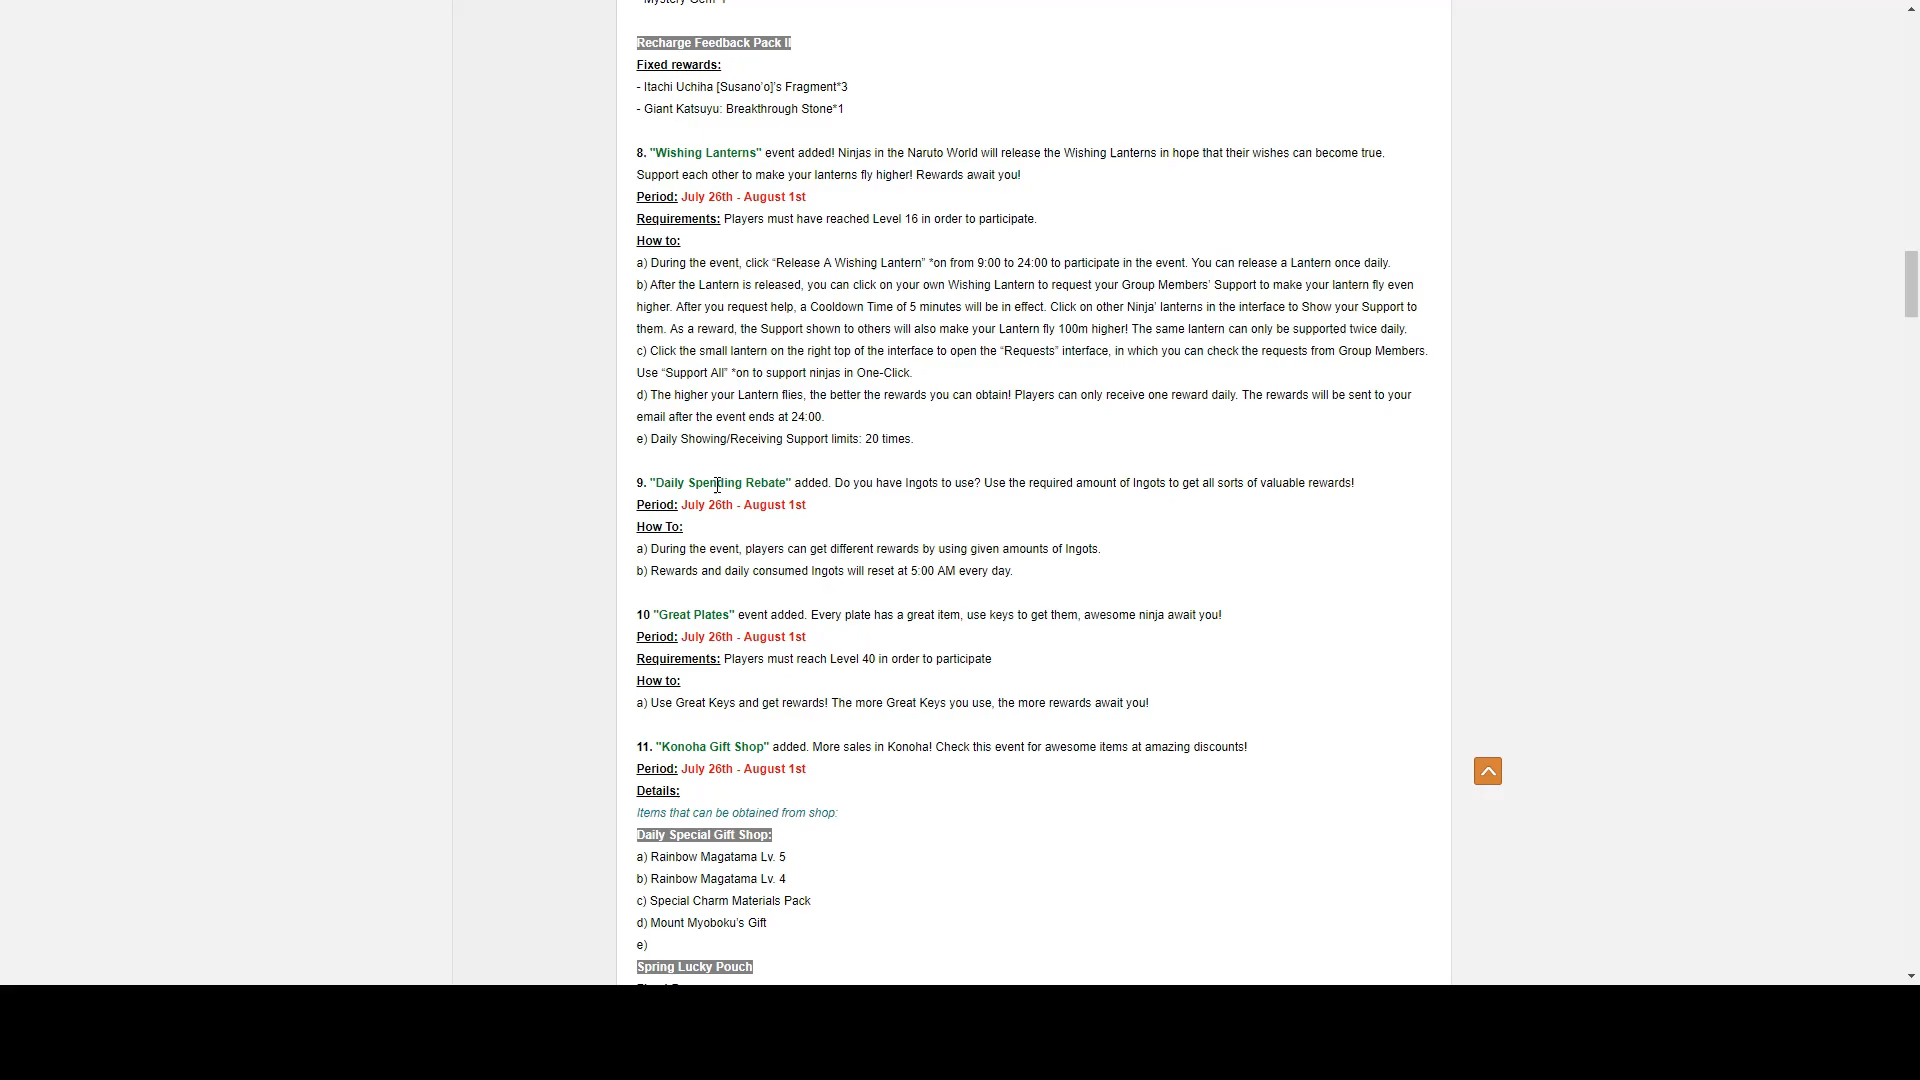 Mystery Gem*1
Recharge Feedback Pack II
Fixed rewards:
- Itachi Uchiha [Susano’o]’s Fragment*3
- Giant Katsuyu: Breakthrough Stone*1
8. "Wishing Lanterns" event added! Ninjas in the Naruto World will release the Wishing Lanterns in hope that their wishes can become true.
Support each other to make your lanterns fly higher! Rewards await you!
Period: July 26th - August 1st
Requirements: Players must have reached Level 16 in order to participate.
How to:
a) During the event, click “Release A Wishing Lantern” *on from 9:00 to 24:00 to participate in the event. You can release a Lantern once daily.
b) After the Lantern is released, you can click on your own Wishing Lantern to request your Group Members’ Support to make your lantern fly even
higher. After you request help, a Cooldown Time of 5 minutes will be in effect. Click on other Ninja’ lanterns in the interface to Show your Support to
them. As a reward, the Support shown to others will also make your Lantern fly 100m higher! The same lantern can only be supported twice daily.
c) Click the small lantern on the right top of the interface to open the “Requests” interface, in which you can check the requests from Group Members.
Use “Support All” *on to support ninjas in One-Click.
d) The higher your Lantern flies, the better the rewards you can obtain! Players can only receive one reward daily. The rewards will be sent to your
email after the event ends at 24:00.
e) Daily Showing/Receiving Support limits: 20 times.
9. "Daily Spending Rebate" added. Do you have Ingots to use? Use the required amount of Ingots to get all sorts of valuable rewards!
Period: July 26th - August 1st
How To:
a) During the event, players can get different rewards by using given amounts of Ingots.
b) Rewards and daily consumed Ingots will reset at 5:00 AM every day.
10 "Great Plates" event added. Every plate has a great item, use keys to get them, awesome ninja await you!
Period: July 26th - August 1st
Requirements: Players must reach Level 40 in order to participate
How to:
a) Use Great Keys and get rewards! The more Great Keys you use, the more rewards await you!
11. "Konoha Gift Shop" added. More sales in Konoha! Check this event for awesome items at amazing discounts!
Period: July 26th - August 1st
Details:
Items that can be obtained from shop:
Daily Special Gift Shop:
a) Rainbow Magatama Lv. 5
b) Rainbow Magatama Lv. 4
c) Special Charm Materials Pack
d) Mount Myoboku’s Gift
e)
Spring Lucky Pouch